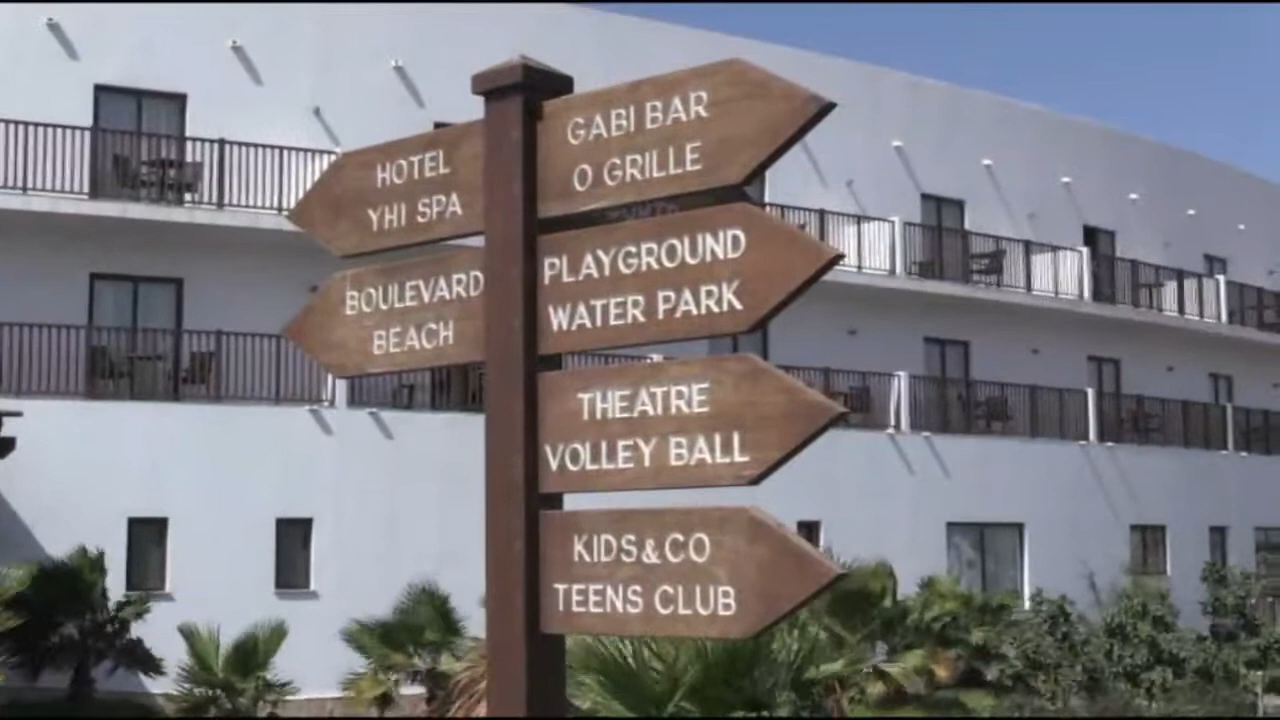 HOTEL
YHI SPA
BOULEVARD
BEACH
GABI BAR
O GRILLE
PLAYGROUND
WATER PARK
THEATRE
VOLLEY BALL
KIDS&CO
TEENS CLUB